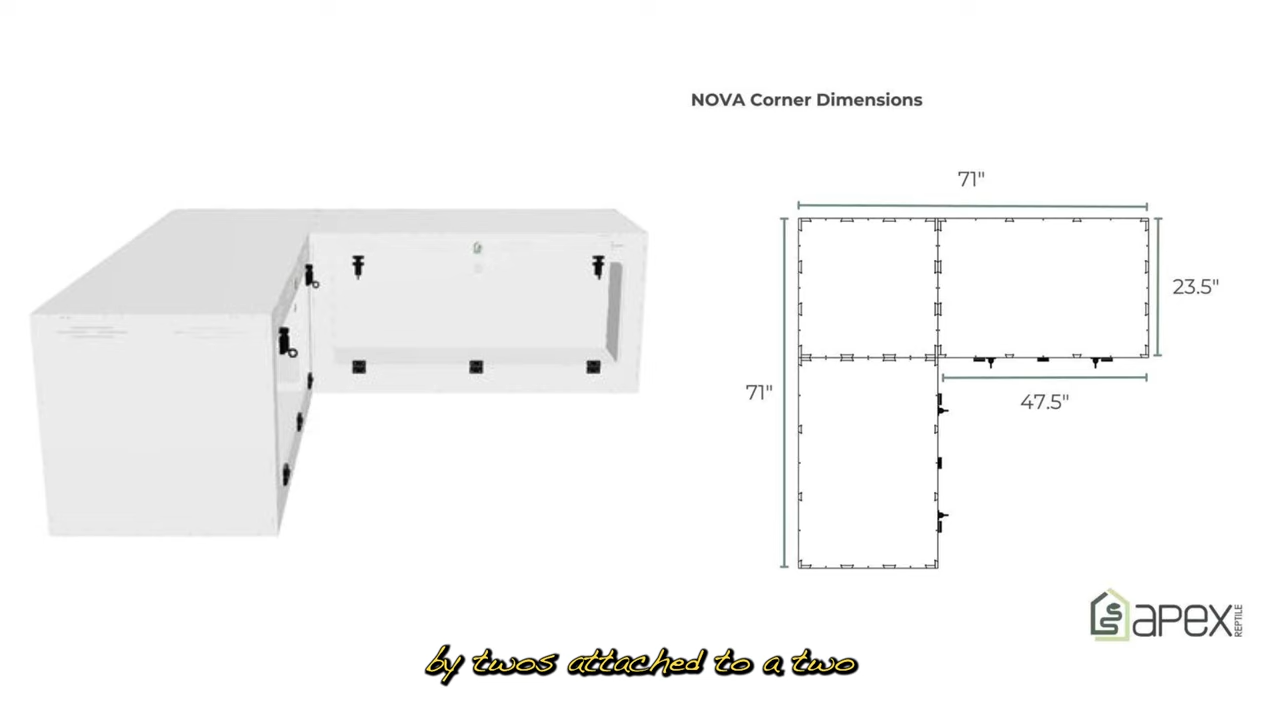 NOVA Corner Dimensions
71"
23.5"
71"
47.5"
apex
REPTILE
by twos attached to a two